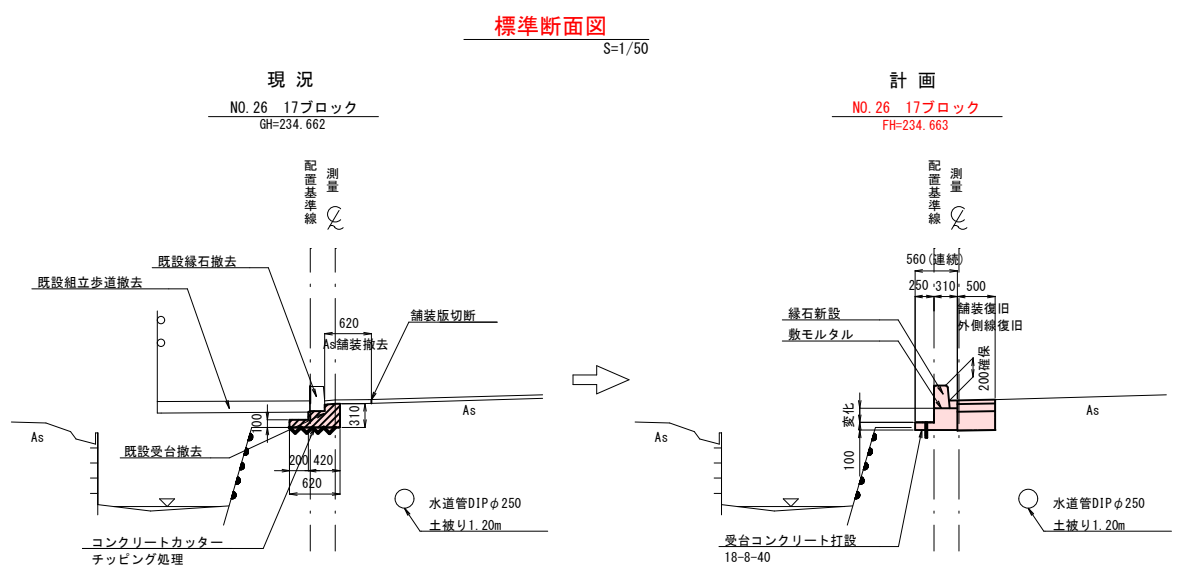 標準断面図
S=1/50
現 況
NO.26 17ブロック
GH=234.662
配置基準線
測量
既設縁石撤去
既設組立歩道撤去
620
As舗装撤去
舗装版切断
As
As
100
310
既設受台撤去
200 420
620
水道管DIPφ250
土被り1.20m
コンクリートカッター
チッピング処理
計 画
NO.26 17ブロック
FH=234.663
配置基準線
測量
560(連続)
250 310 500
縁石新設
敷モルタル
舗装復旧
外側線復旧
200確保
変化
100
As
As
水道管DIPφ250
土被り1.20m
受台コンクリート打設
18-8-40